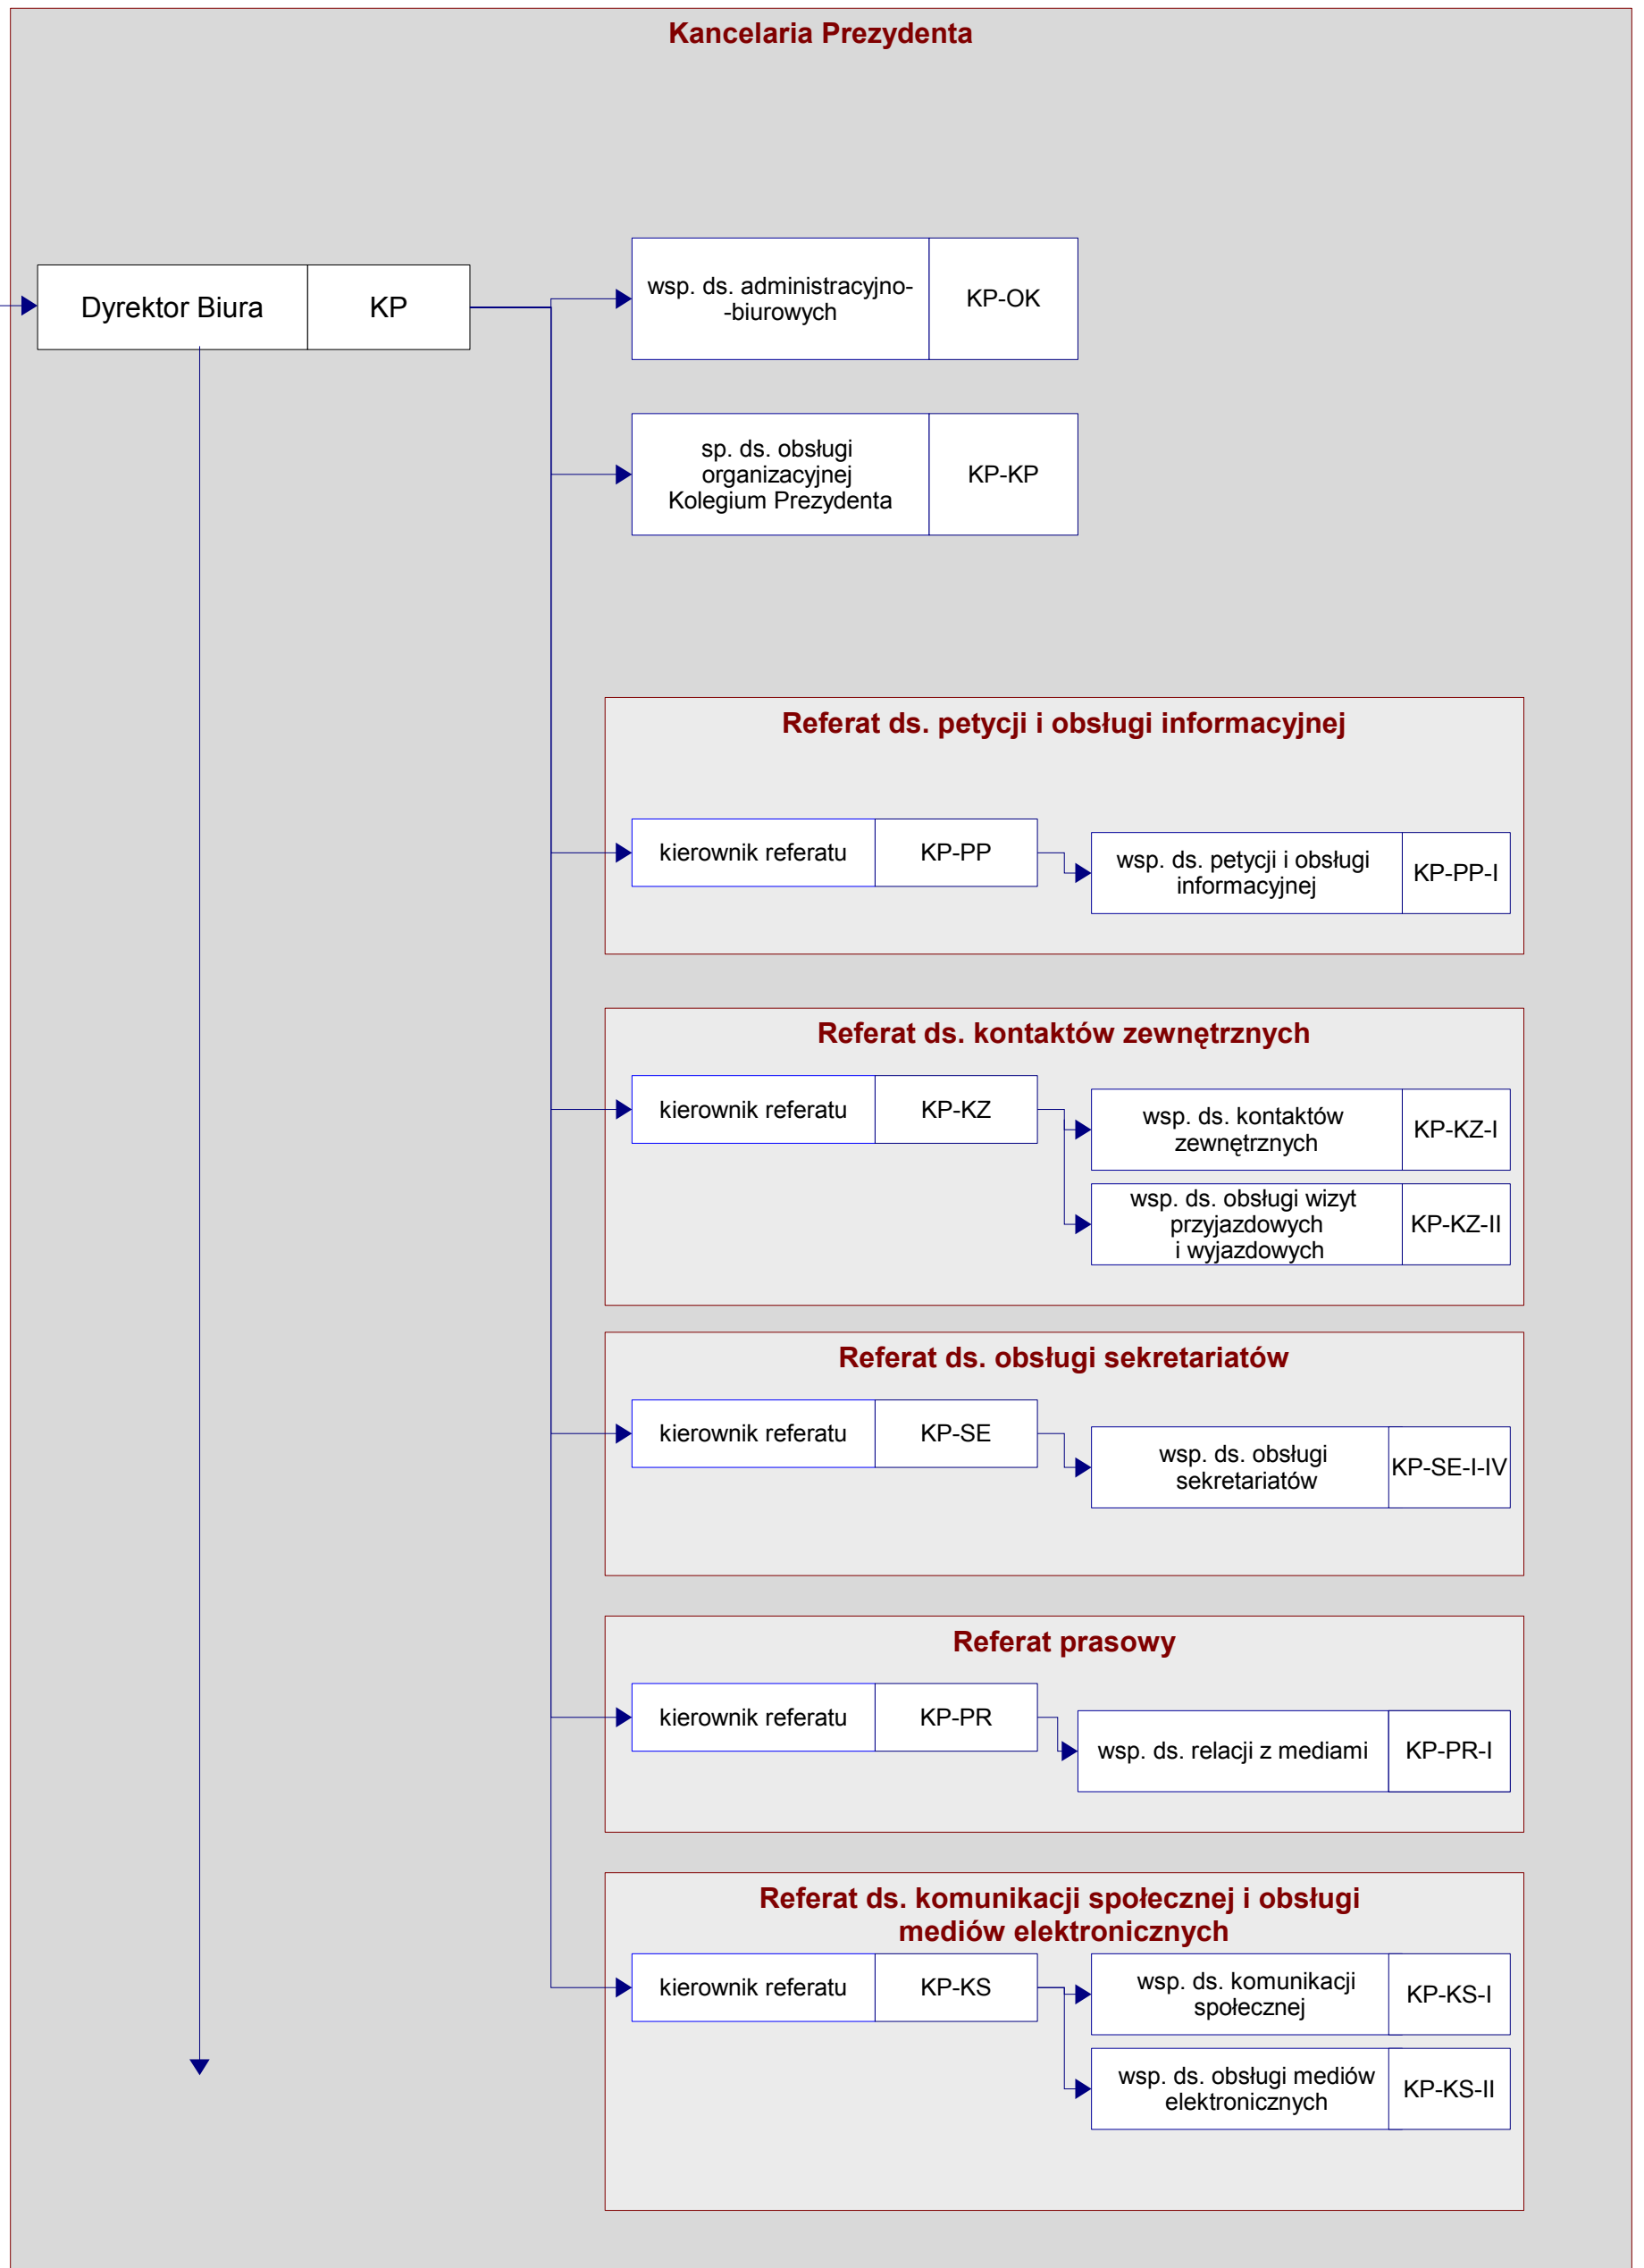 Kancelaria Prezydenta
Dyrektor Biura
KP
wsp. ds. administracyjno-
-biurowych
KP-OK
sp. ds. obsługi
organizacyjnej
Kolegium Prezydenta
KP-KP
Referat ds. petycji i obsługi informacyjnej
kierownik referatu
KP-PP
wsp. ds. petycji i obsługi
informacyjnej
KP-PP-I
Referat ds. kontaktów zewnętrznych
kierownik referatu
KP-KZ
wsp. ds. kontaktów
zewnętrznych
KP-KZ-I
wsp. ds. obsługi wizyt
przyjazdowych
i wyjazdowych
KP-KZ-II
Referat ds. obsługi sekretariatów
kierownik referatu
KP-SE
wsp. ds. obsługi
sekretariatów
KP-SE-I-IV
Referat prasowy
kierownik referatu
KP-PR
wsp. ds. relacji z mediami
KP-PR-I
Referat ds. komunikacji społecznej i obsługi
mediów elektronicznych
kierownik referatu
KP-KS
wsp. ds. komunikacji
społecznej
KP-KS-I
wsp. ds. obsługi mediów
elektronicznych
KP-KS-II